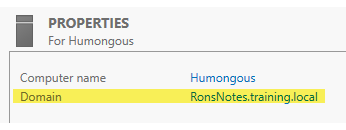 PROPERTIES
For Humongous
Computer name Humongous
Domain RonsNotes.training.local